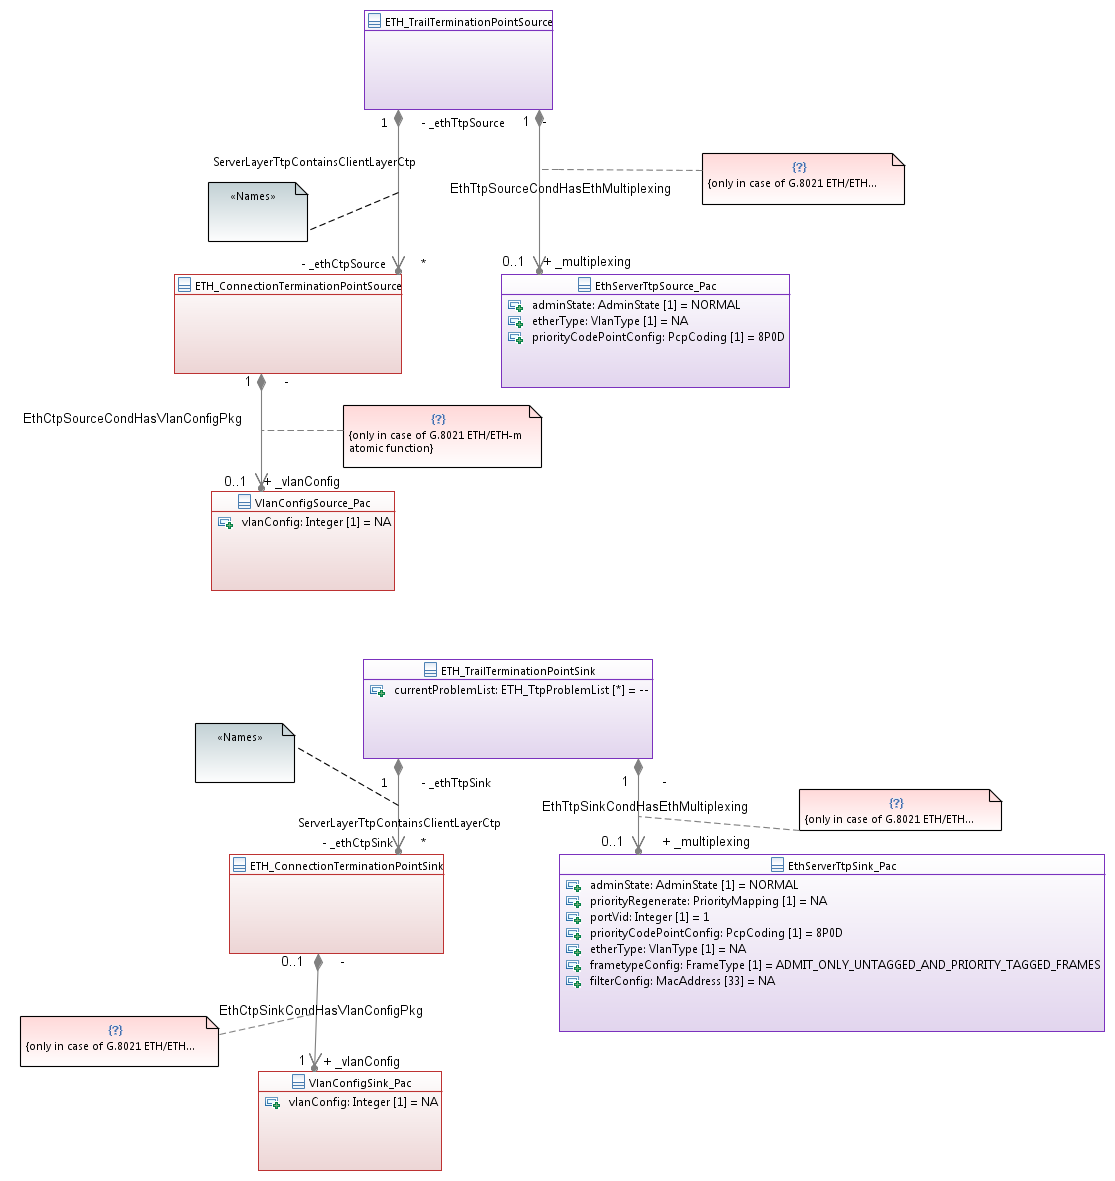 ETH_TrailTerminationPointSource
1
- _ethTtpSource
1
-
ServerLayerTtpContainsClientLayerCtp
{?}
{only in case of G.8021 ETH/ETH...
EthTtpSourceCondHasEthMultiplexing
«Names»
- _ethCtpSource
*
0..1
+ _multiplexing
ETH_ConnectionTerminationPointSource
EthServerTtpSource_Pac
adminState: AdminState [1] = NORMAL
etherType: VlanType [1] = NA
priorityCodePointConfig: PcpCoding [1] = 8P0D
1
-
EthCtpSourceCondHasVlanConfigPkg
{?}
{only in case of G.8021 ETH/ETH-m
atomic function}
0..1
+ _vlanConfig
VlanConfigSource_Pac
vlanConfig: Integer [1] = NA
ETH_TrailTerminationPointSink
currentProblemList: ETH_TtpProblemList [*] = --
«Names»
1
- _ethTtpSink
1
-
EthTtpSinkCondHasEthMultiplexing
{?}
{only in case of G.8021 ETH/ETH...
ServerLayerTtpContainsClientLayerCtp
- _ethCtpSink
*
0..1
+ _multiplexing
ETH_ConnectionTerminationPointSink
EthServerTtpSink_Pac
adminState: AdminState [1] = NORMAL
priorityRegenerate: PriorityMapping [1] = NA
portVid: Integer [1] = 1
priorityCodePointConfig: PcpCoding [1] = 8P0D
etherType: VlanType [1] = NA
frametypeConfig: FrameType [1] = ADMIT_ONLY_UNTAGGED_AND_PRIORITY_TAGGED_FRAMES
filterConfig: MacAddress [33] = NA
0..1
-
EthCtpSinkCondHasVlanConfigPkg
{?}
{only in case of G.8021 ETH/ETH...
1
+ _vlanConfig
VlanConfigSink_Pac
vlanConfig: Integer [1] = NA